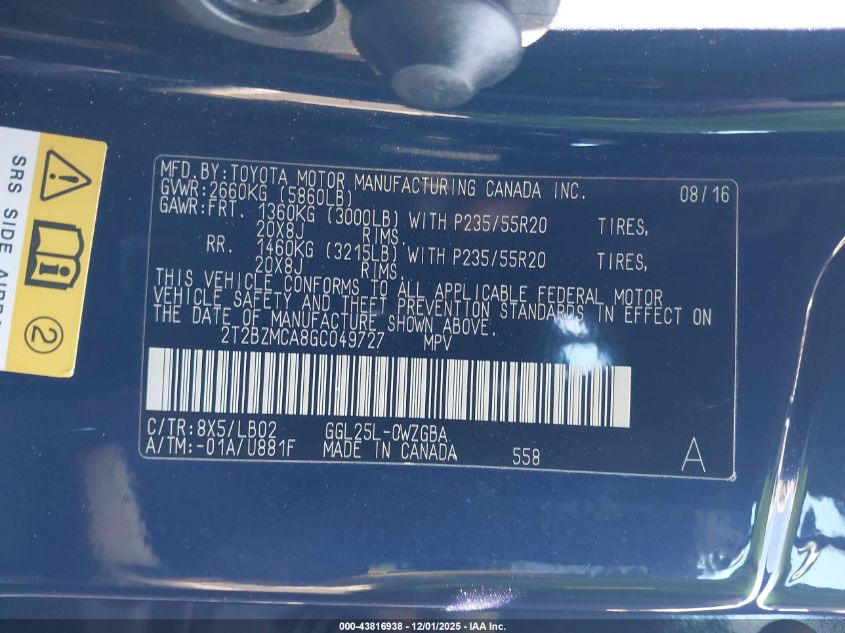 MFD.BY:TOYOTA MOTOR MANUFACTURING CANADA INC. 08/16
GVWR:2660KG (5860LB)
GAWR:FRT. 1360KG (3000LB) WITH P235/55R20 TIRES,
20X8J RIMS.
RR. 1460KG (3215LB) WITH P235/55R20 TIRES,
20X8J RIMS.
THIS VEHICLE CONFORMS TO ALL APPLICABLE FEDERAL MOTOR
VEHICLE SAFETY AND THEFT PREVENTION STANDARDS IN EFFECT ON
THE DATE OF MANUFACTURE SHOWN ABOVE.
2T2BZMCA8GC049727 MPV
C/TR:8X5/LB02 GGL25L-CWZGBA
A/TM:-01A/U881F MADE IN CANADA 558 A
SRS SIDE
2
000-43816938 - 12/01/2025 - IAA Inc.